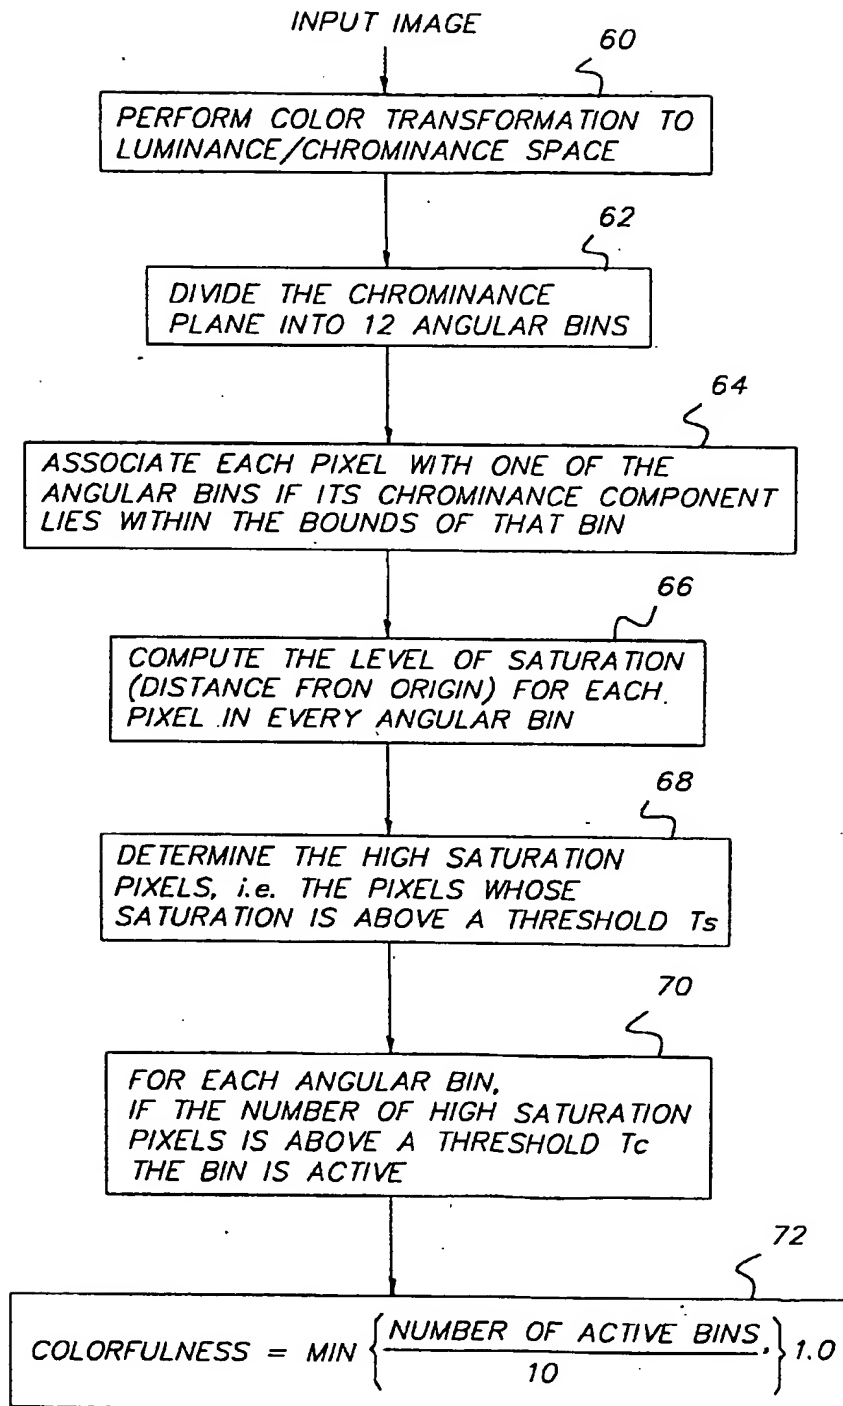 INPUT IMAGE
60
PERFORM COLOR TRANSFORMATION TO
LUMINANCE/CHROMINANCE SPACE
62
DIVIDE THE CHROMINANCE
PLANE INTO 12 ANGULAR BINS
64
ASSOCIATE EACH PIXEL WITH ONE OF THE
ANGULAR BINS IF ITS CHROMINANCE COMPONENT
LIES WITHIN THE BOUNDS OF THAT BIN
66
COMPUTE THE LEVEL OF SATURATION
(DISTANCE FRON ORIGIN) FOR EACH
PIXEL IN EVERY ANGULAR BIN
68
DETERMINE THE HIGH SATURATION
PIXELS, i.e. THE PIXELS WHOSE
SATURATION IS ABOVE A THRESHOLD Ts
70
FOR EACH ANGULAR BIN,
IF THE NUMBER OF HIGH SATURATION
PIXELS IS ABOVE A THRESHOLD Tc
THE BIN IS ACTIVE
72
COLORFULNESS = MIN { NUMBER OF ACTIVE BINS / 10 , } 1.0